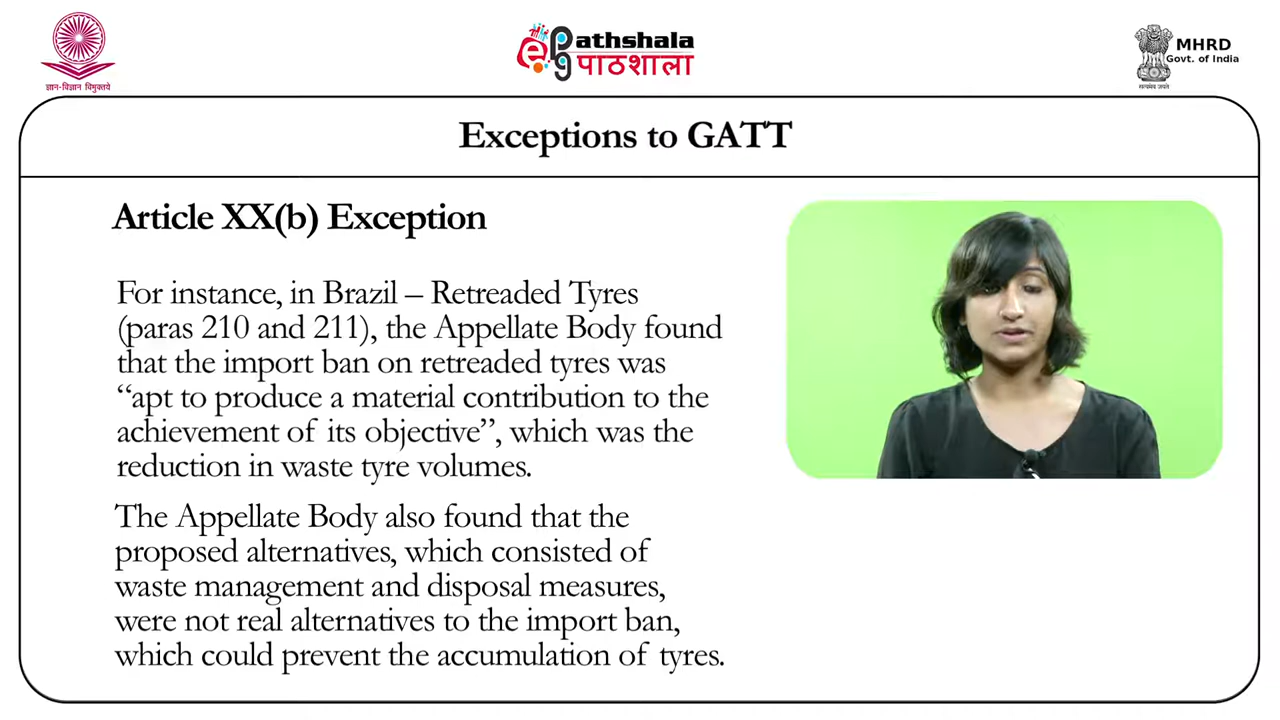 ज्ञान-विज्ञान विमुक्तये
epg Pathshala
पाठशाला
MHRD
Govt. of India
सत्यमेव जयते
Exceptions to GATT
Article XX(b) Exception
For instance, in Brazil – Retreaded Tyres
(paras 210 and 211), the Appellate Body found
that the import ban on retreaded tyres was
“apt to produce a material contribution to the
achievement of its objective”, which was the
reduction in waste tyre volumes.
The Appellate Body also found that the
proposed alternatives, which consisted of
waste management and disposal measures,
were not real alternatives to the import ban,
which could prevent the accumulation of tyres.